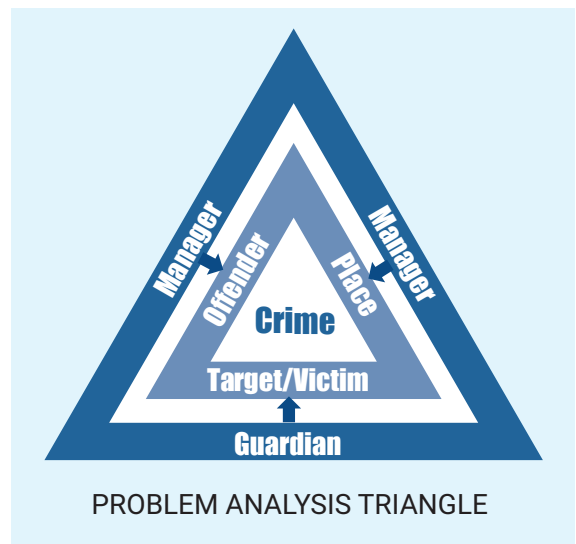 Manager
Manager
Offender
Place
Crime
Target/Victim
Guardian
PROBLEM ANALYSIS TRIANGLE